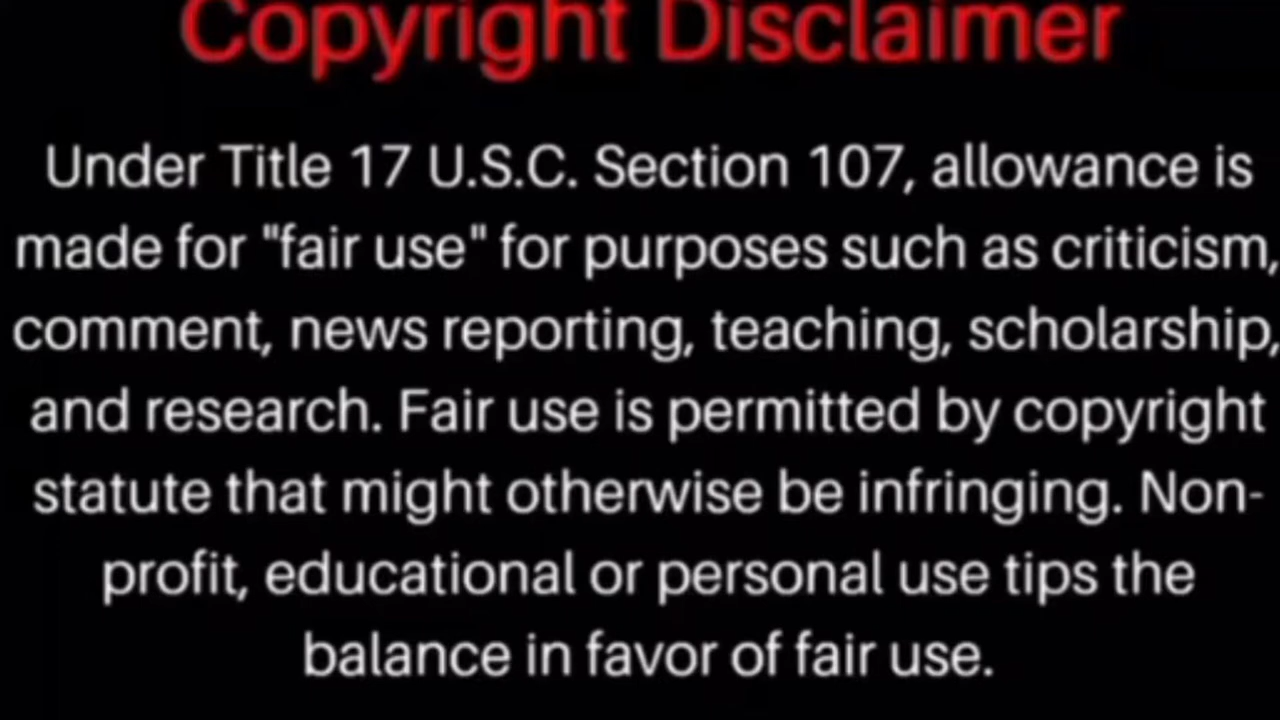 Copyright Disclaimer
Under Title 17 U.S.C. Section 107, allowance is
made for "fair use" for purposes such as criticism,
comment, news reporting, teaching, scholarship,
and research. Fair use is permitted by copyright
statute that might otherwise be infringing. Non-
profit, educational or personal use tips the
balance in favor of fair use.